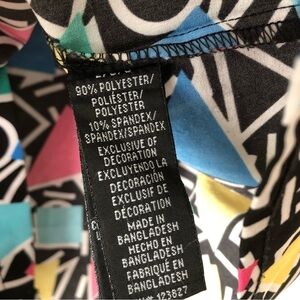 90% POLYESTER/
POLIÉSTER/
POLYESTER
10% SPANDEX/
SPANDEX/SPANDEX
EXCLUSIVE OF
DECORATION
EXCLUYENDO LA
DECORACIÓN
EXCLUSIF DE
DÉCORATION
MADE IN
BANGLADESH
HECHO EN
BANGLADESH
FABRIQUÉ EN
BANGLADESH
123827